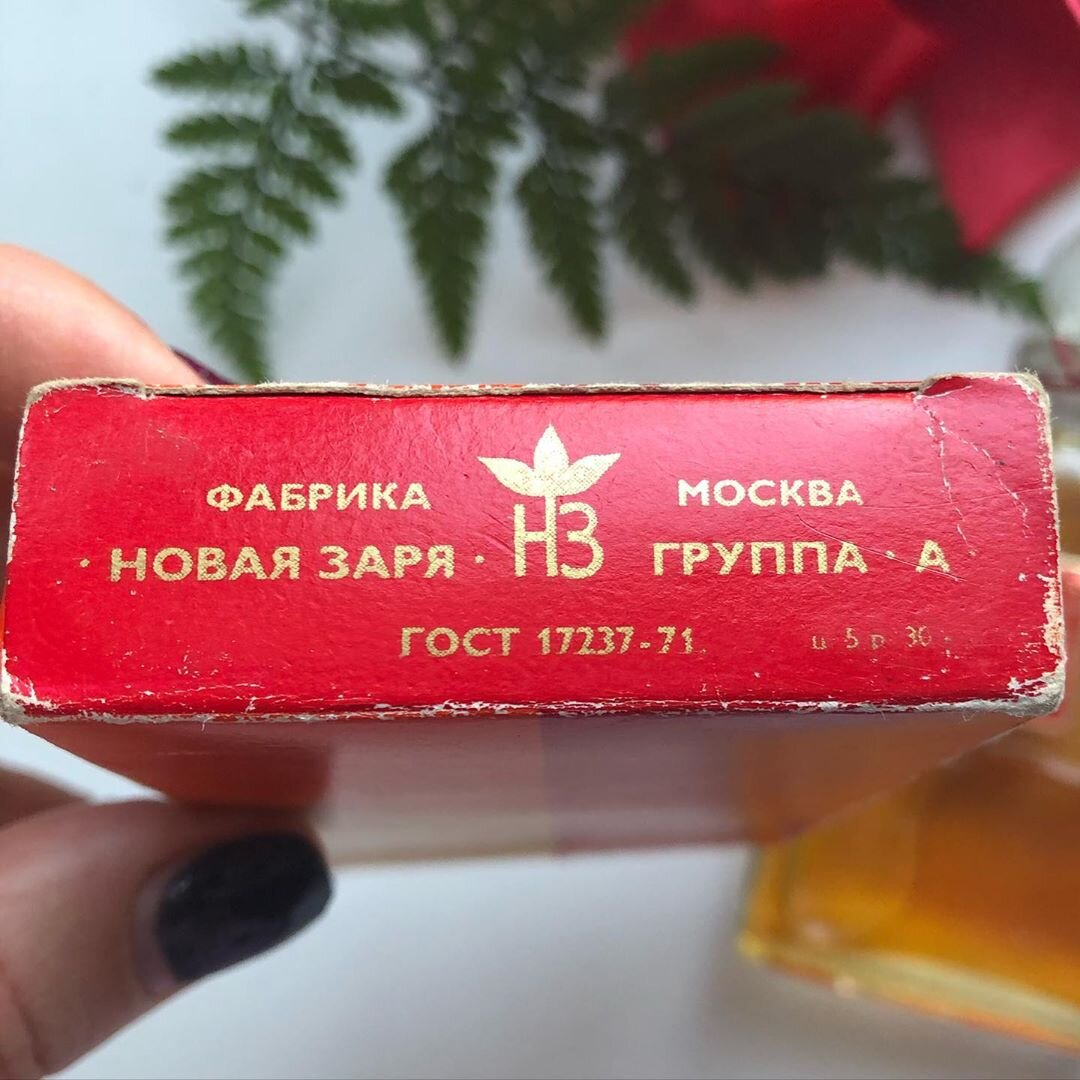 ФАБРИКА
· НОВАЯ ЗАРЯ ·
НЗ
МОСКВА
ГРУППА · А
ГОСТ 17237-71
ц 5 р 30